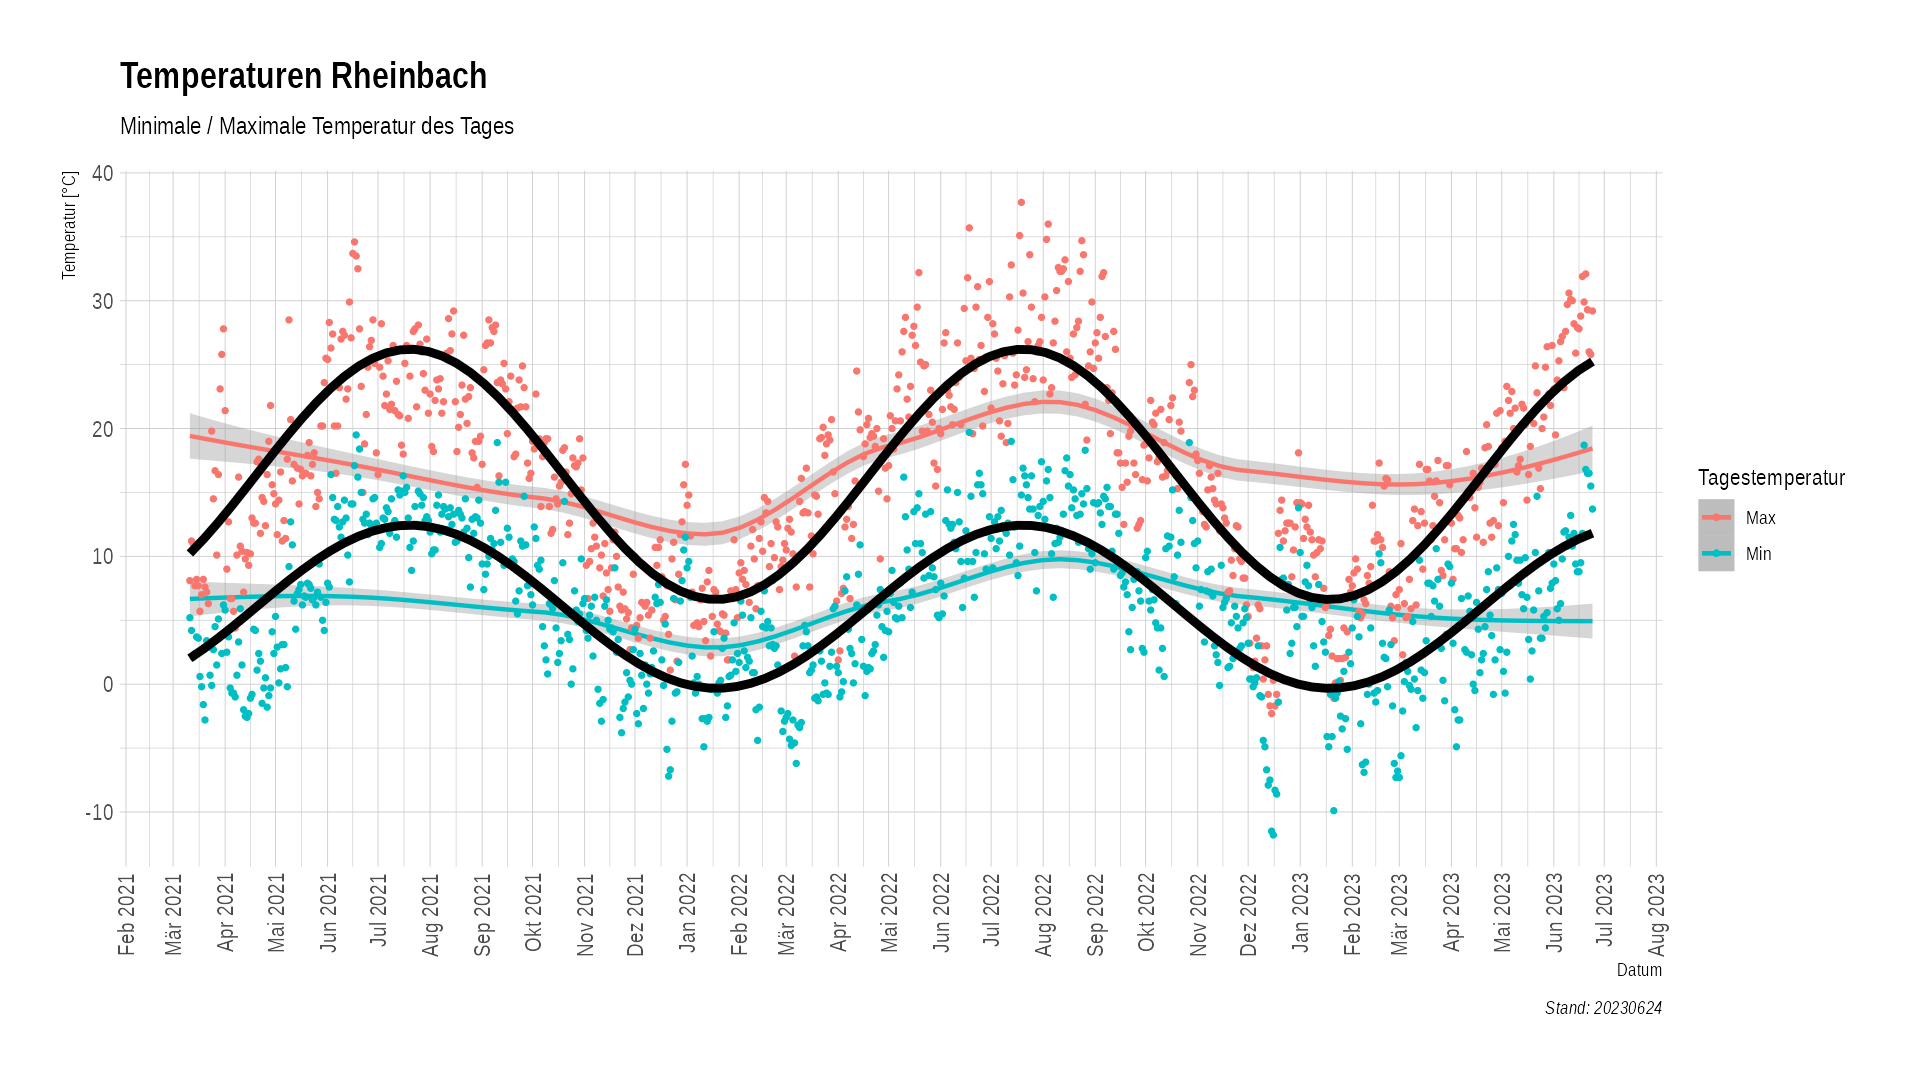 Temperaturen Rheinbach
Minimale / Maximale Temperatur des Tages
Temperatur [°C]
40
30
20
10
0
-10
Feb 2021
Mär 2021
Apr 2021
Mai 2021
Jun 2021
Jul 2021
Aug 2021
Sep 2021
Okt 2021
Nov 2021
Dez 2021
Jan 2022
Feb 2022
Mär 2022
Apr 2022
Mai 2022
Jun 2022
Jul 2022
Aug 2022
Sep 2022
Okt 2022
Nov 2022
Dez 2022
Jan 2023
Feb 2023
Mär 2023
Apr 2023
Mai 2023
Jun 2023
Jul 2023
Aug 2023
Datum
Tagestemperatur
Max
Min
Stand: 20230624